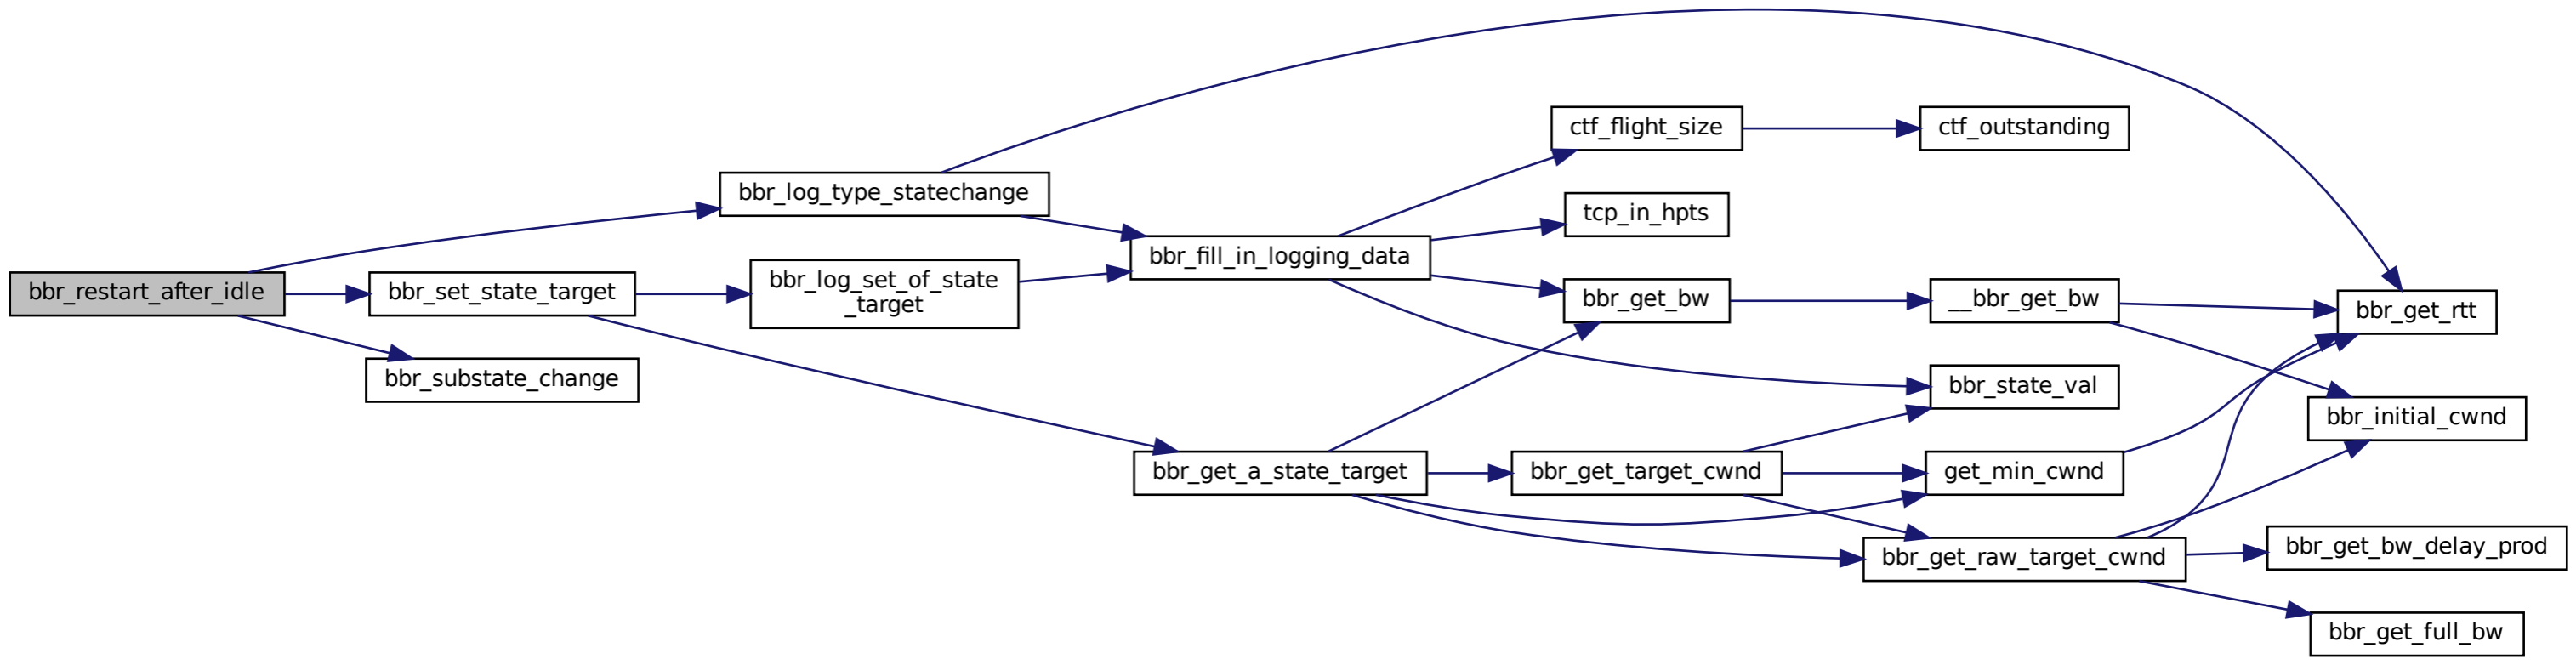 bbr_restart_after_idle
bbr_log_type_statechange
bbr_set_state_target
bbr_substate_change
bbr_log_set_of_state
_target
bbr_fill_in_logging_data
bbr_get_a_state_target
ctf_flight_size
tcp_in_hpts
bbr_get_bw
bbr_get_target_cwnd
ctf_outstanding
__bbr_get_bw
bbr_state_val
get_min_cwnd
bbr_get_raw_target_cwnd
bbr_get_rtt
bbr_initial_cwnd
bbr_get_bw_delay_prod
bbr_get_full_bw